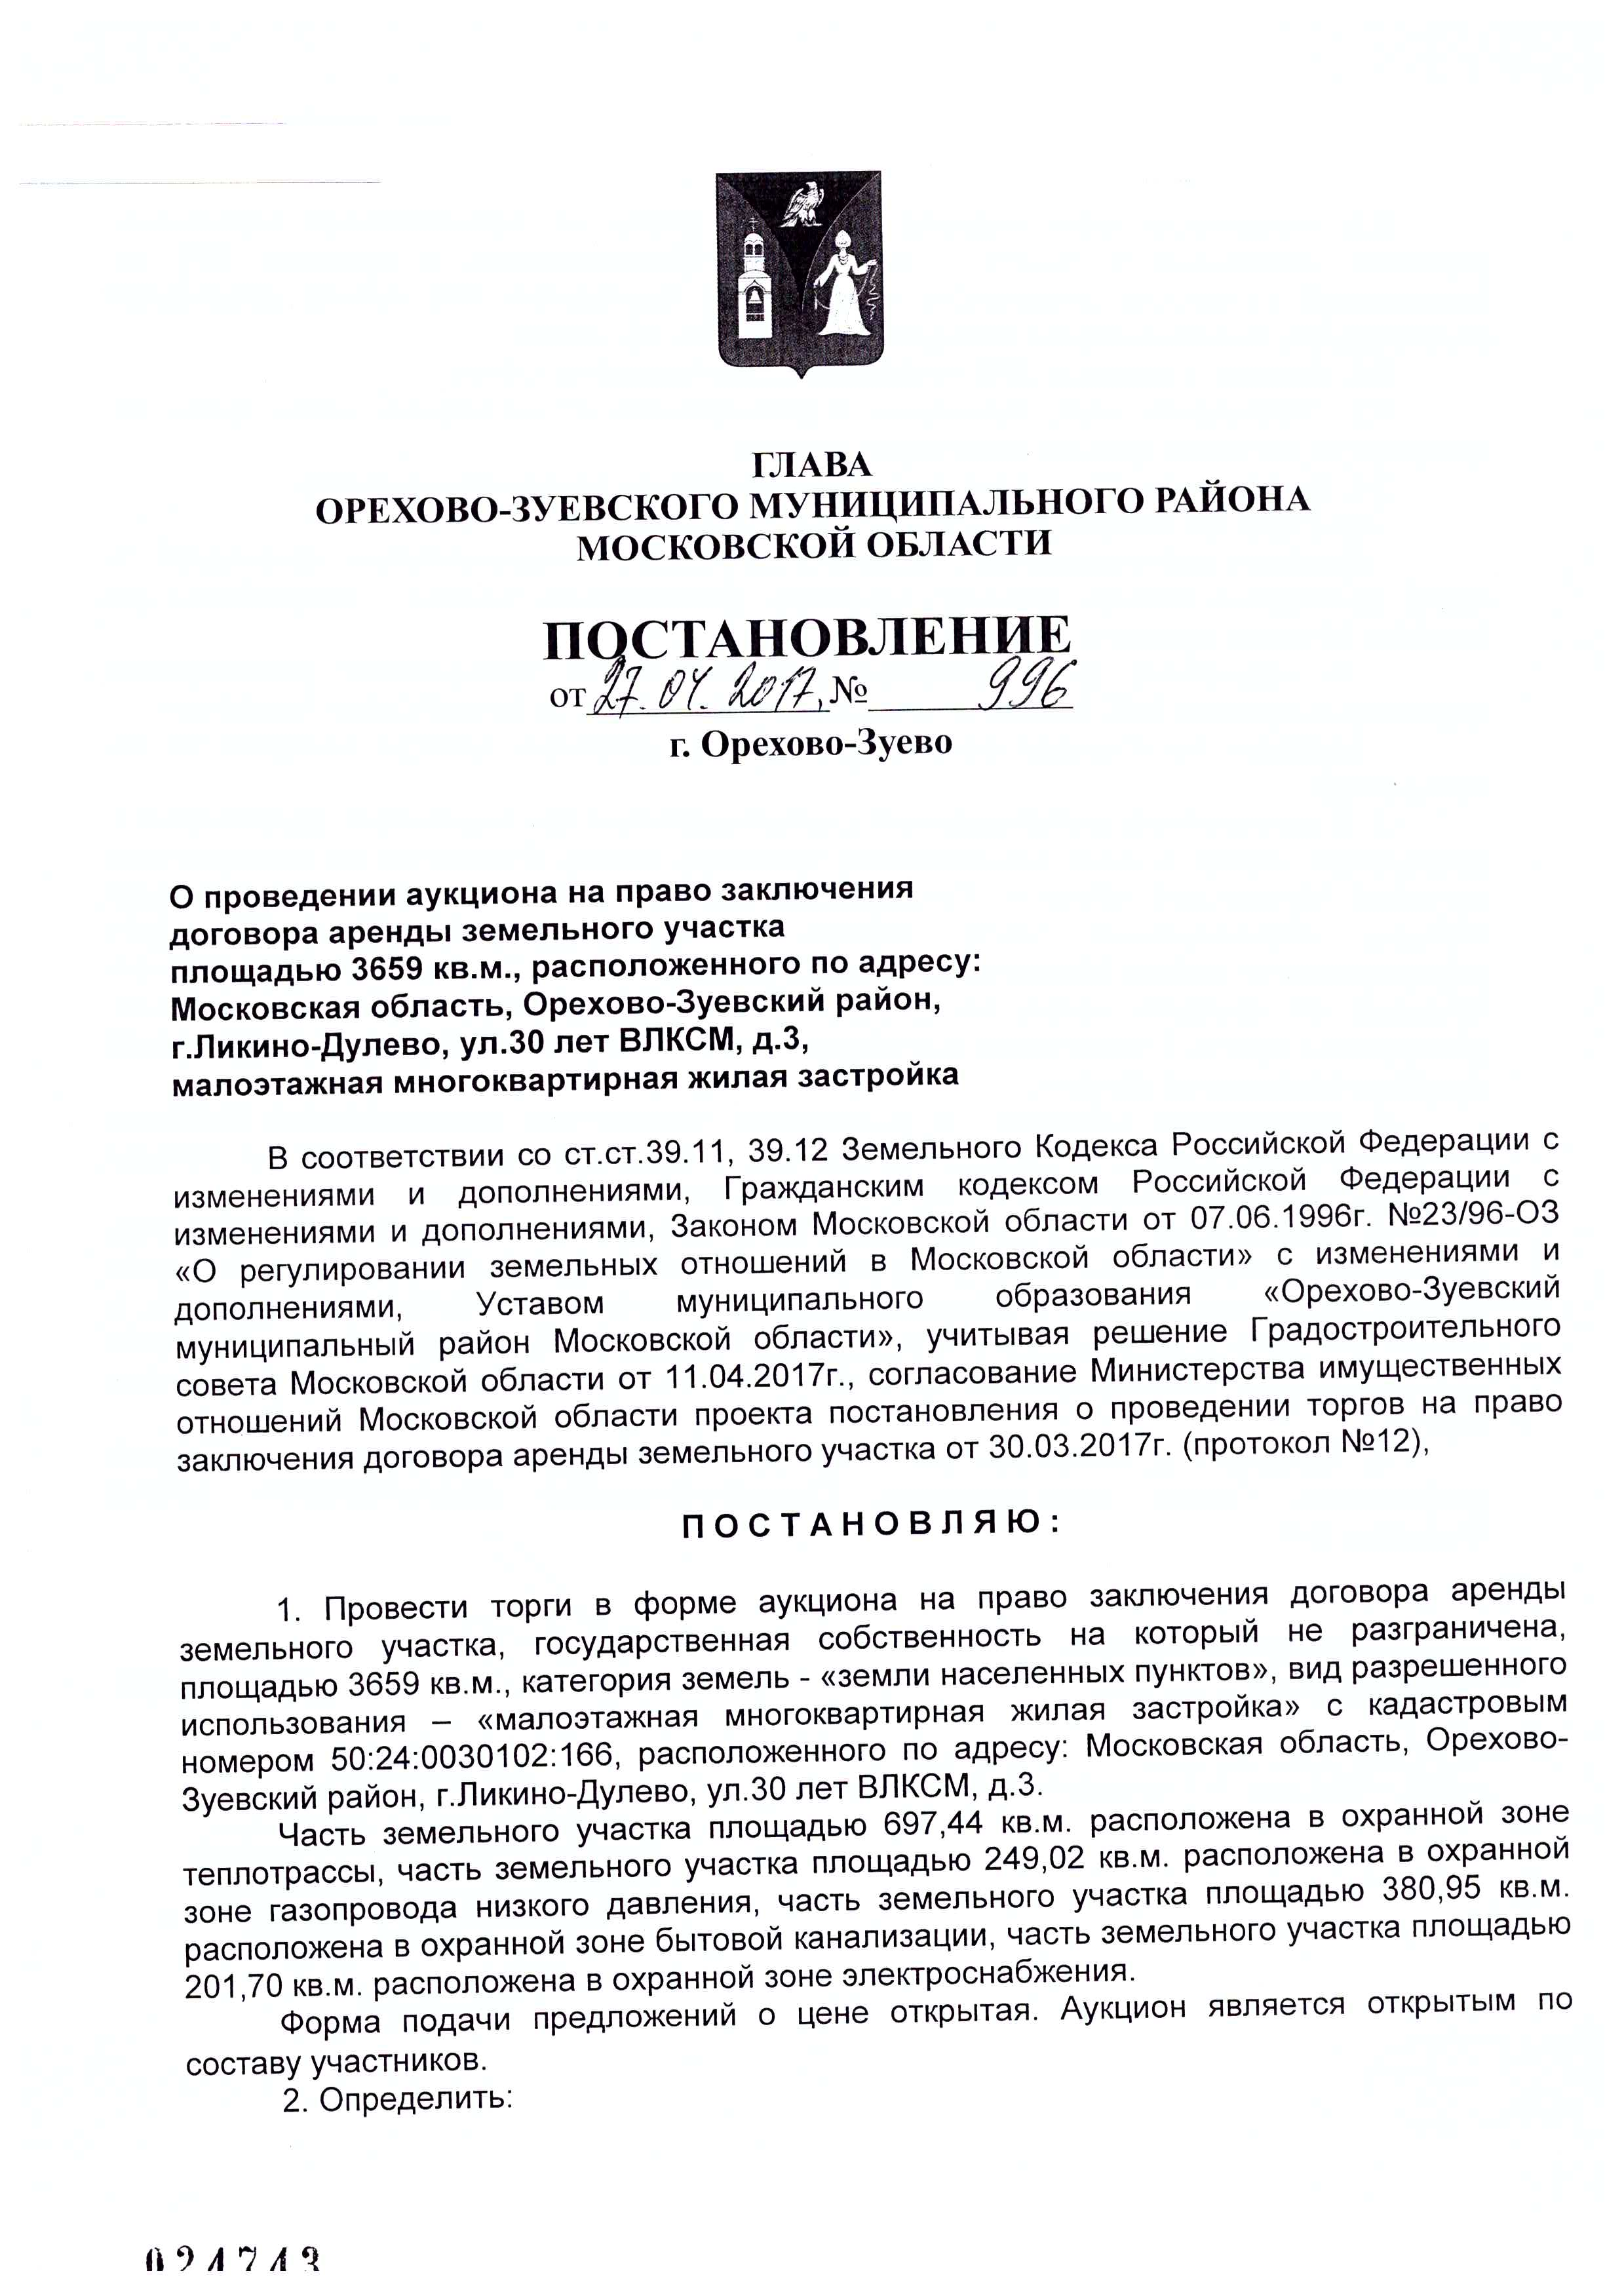 ГЛАВА
ОРЕХОВО-ЗУЕВСКОГО МУНИЦИПАЛЬНОГО РАЙОНА
МОСКОВСКОЙ ОБЛАСТИ
ПОСТАНОВЛЕНИЕ
от 27.04.2017, № 996
г. Орехово-Зуево
О проведении аукциона на право заключения
договора аренды земельного участка
площадью 3659 кв.м., расположенного по адресу:
Московская область, Орехово-Зуевский район,
г.Ликино-Дулево, ул.30 лет ВЛКСМ, д.3,
малоэтажная многоквартирная жилая застройка
В соответствии со ст.ст.39.11, 39.12 Земельного Кодекса Российской Федерации с
изменениями и дополнениями, Гражданским кодексом Российской Федерации с
изменениями и дополнениями, Законом Московской области от 07.06.1996г. №23/96-ОЗ
«О регулировании земельных отношений в Московской области» с изменениями и
дополнениями, Уставом муниципального образования «Орехово-Зуевский
муниципальный район Московской области», учитывая решение Градостроительного
совета Московской области от 11.04.2017г., согласование Министерства имущественных
отношений Московской области проекта постановления о проведении торгов на право
заключения договора аренды земельного участка от 30.03.2017г. (протокол №12),
П О С Т А Н О В Л Я Ю :
1. Провести торги в форме аукциона на право заключения договора аренды
земельного участка, государственная собственность на который не разграничена,
площадью 3659 кв.м., категория земель - «земли населенных пунктов», вид разрешенного
использования – «малоэтажная многоквартирная жилая застройка» с кадастровым
номером 50:24:0030102:166, расположенного по адресу: Московская область, Орехово-
Зуевский район, г.Ликино-Дулево, ул.30 лет ВЛКСМ, д.3.
Часть земельного участка площадью 697,44 кв.м. расположена в охранной зоне
теплотрассы, часть земельного участка площадью 249,02 кв.м. расположена в охранной
зоне газопровода низкого давления, часть земельного участка площадью 380,95 кв.м.
расположена в охранной зоне бытовой канализации, часть земельного участка площадью
201,70 кв.м. расположена в охранной зоне электроснабжения.
Форма подачи предложений о цене открытая. Аукцион является открытым по
составу участников.
2. Определить:
024743